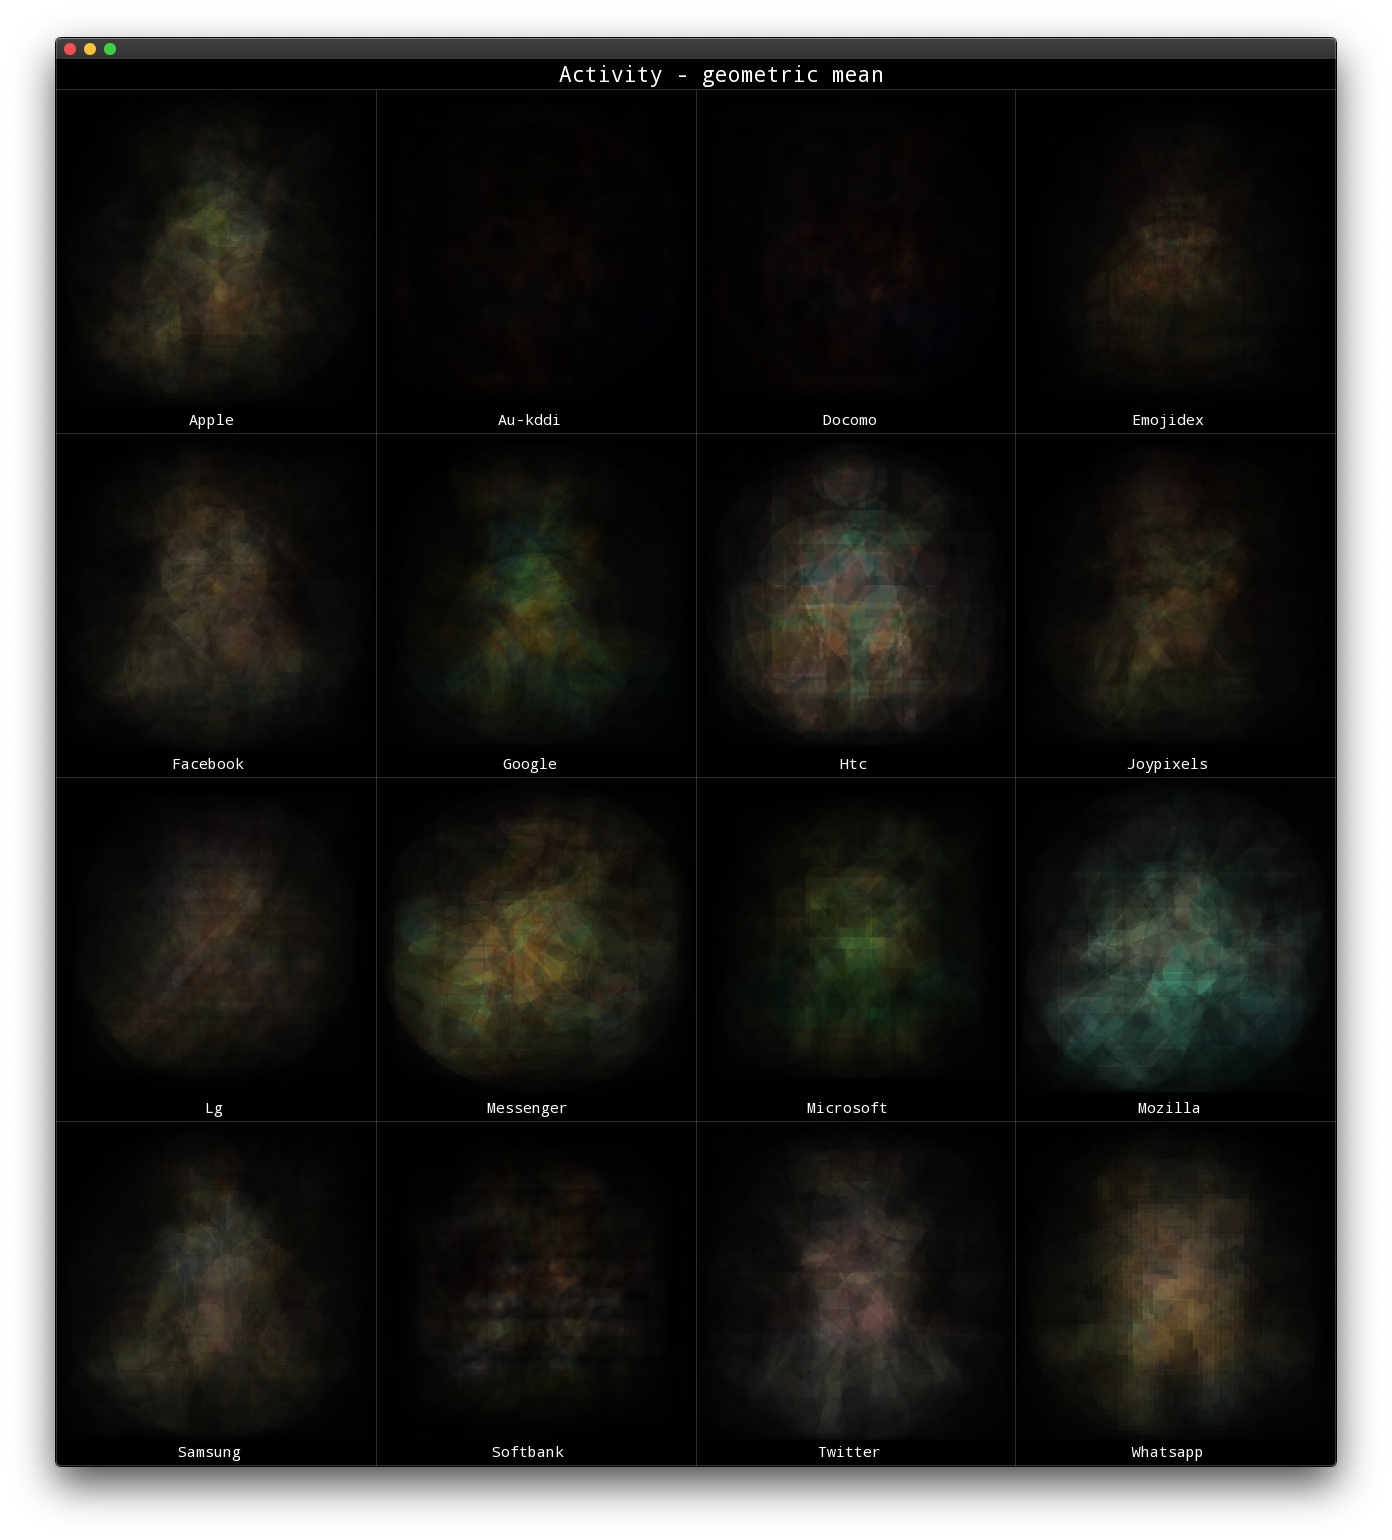 Activity - geometric mean
Apple
Au-kddi
Docomo
Emojidex
Facebook
Google
Htc
Joypixels
Lg
Messenger
Microsoft
Mozilla
Samsung
Softbank
Twitter
Whatsapp